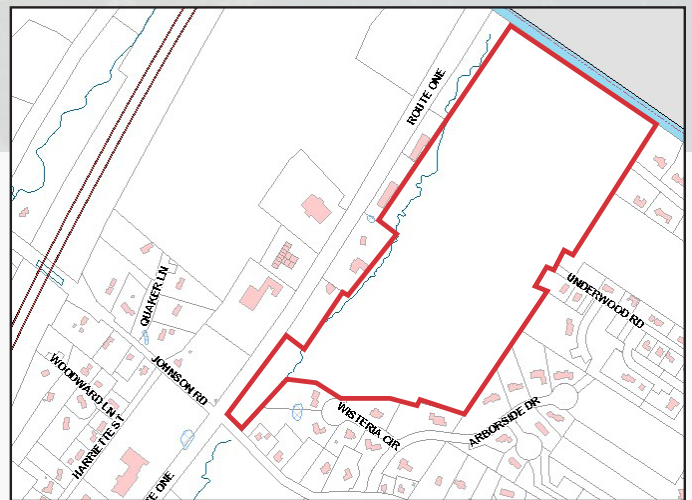 ROUTE ONE
QUAKER LN
UNDERWOOD RD
JOHNSON RD
WOODWARD LN
HARRIETTE ST
WISTERIA CIR
ARBORSIDE DR
TE ONE